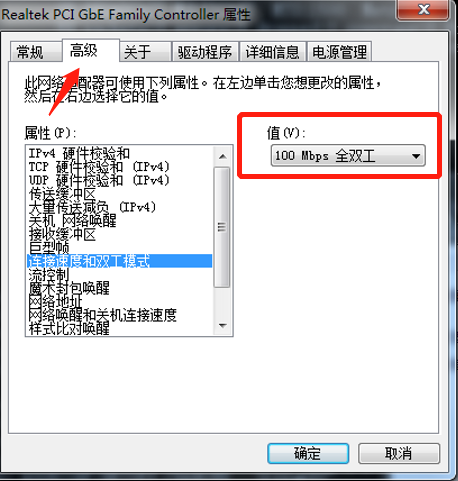 Realtek PCI GbE Family Controller 属性
常规 高级 关于 驱动程序 详细信息 电源管理
此网络适配器可使用下列属性。在左边单击您想更改的属性，
然后在右边选择它的值。
属性(P):
值(V):
IPv4 硬件校验和
TCP 硬件校验和 (IPv4)
UDP 硬件校验和 (IPv4)
传送缓冲区
大量传送减负 (IPv4)
关机 网络唤醒
接收缓冲区
巨型帧
连接速度和双工模式
流控制
魔术封包唤醒
网络地址
网络唤醒和关机连接速度
样式比对唤醒
100 Mbps 全双工
确定
取消